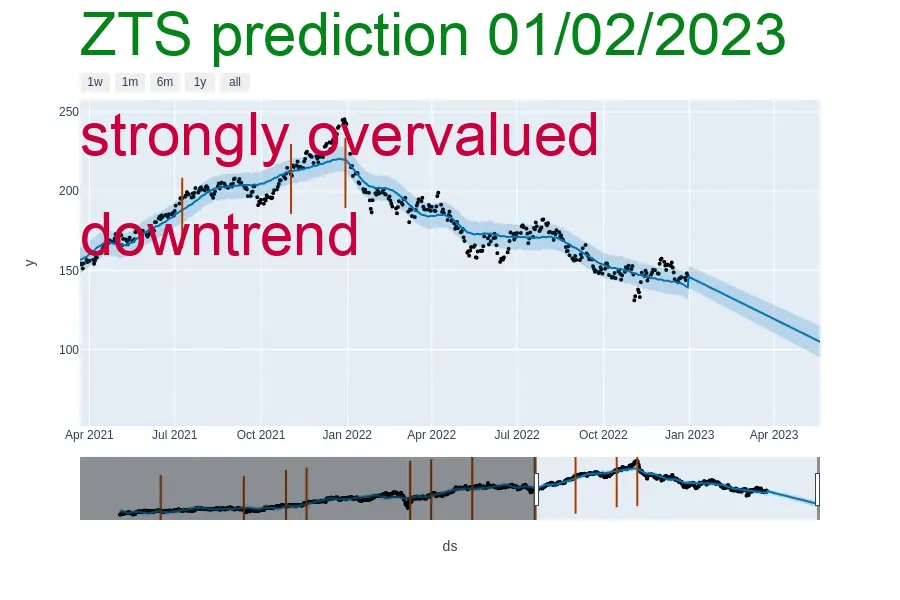 ZTS prediction 01/02/2023
1w 1m 6m 1y all
250
strongly overvalued
200
downtrend
y
150
100
Apr 2021 Jul 2021 Oct 2021 Jan 2022 Apr 2022 Jul 2022 Oct 2022 Jan 2023 Apr 2023
ds